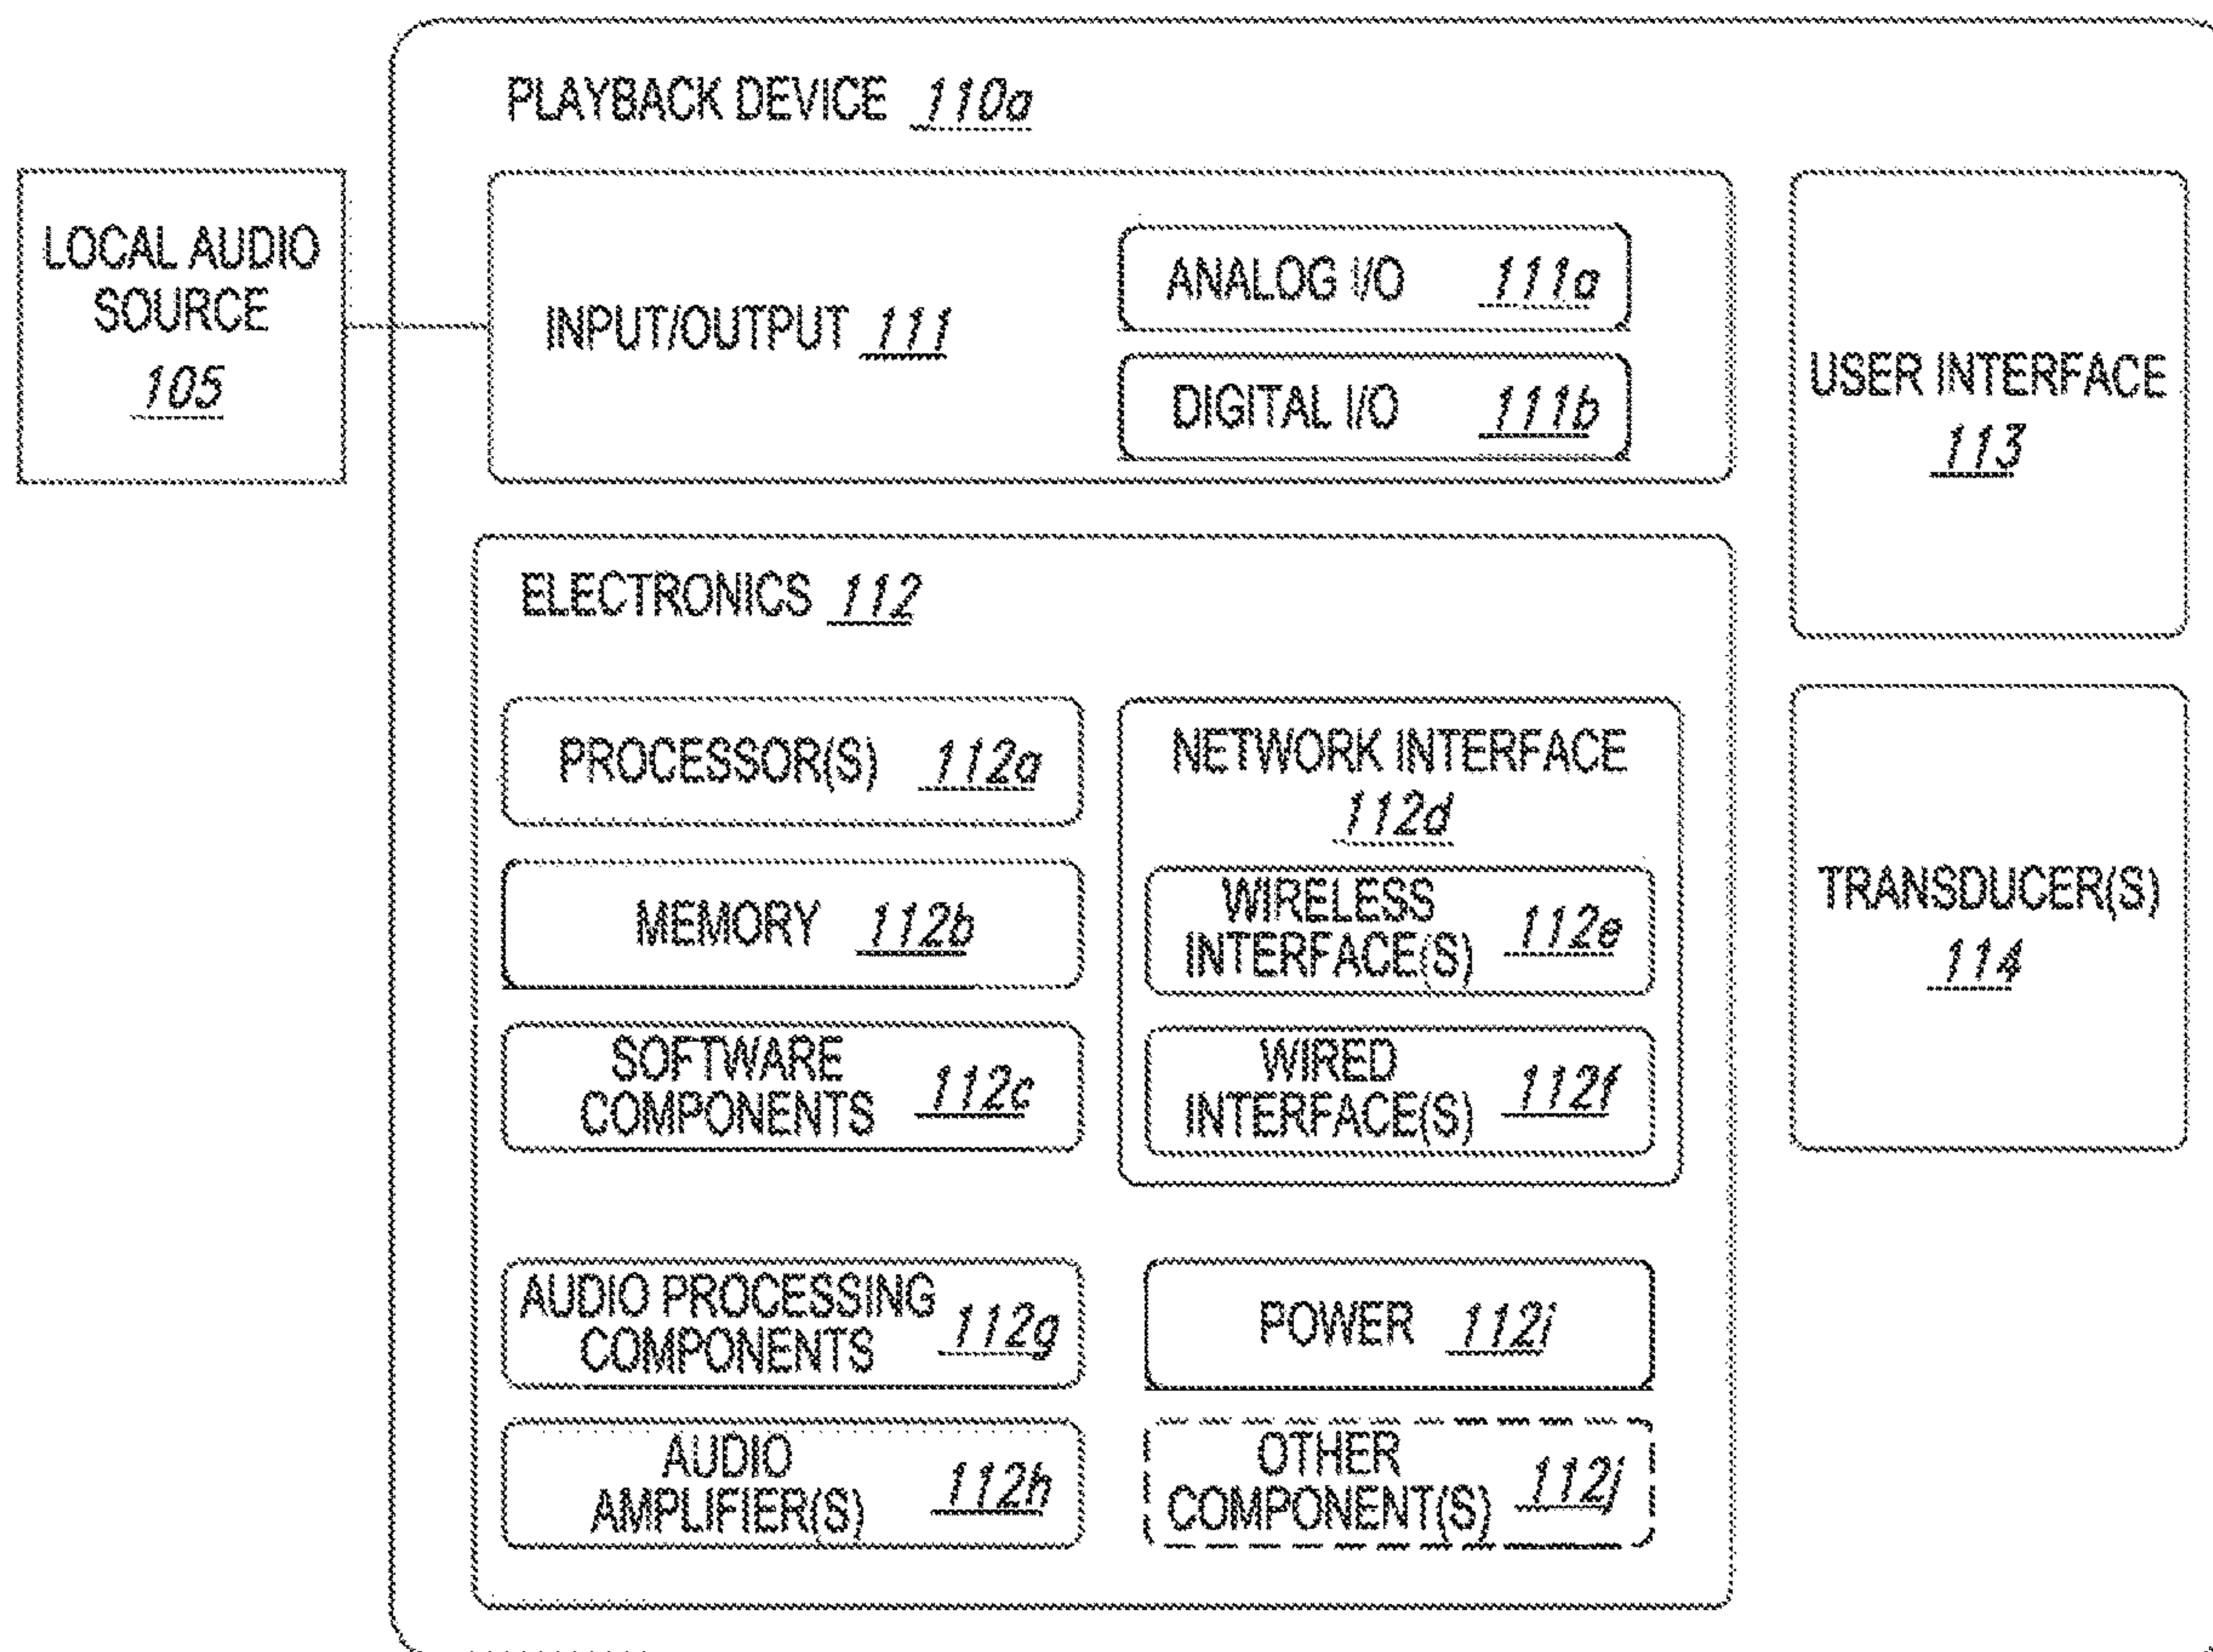 PLAYBACK DEVICE 110a
LOCAL AUDIO
SOURCE
105
INPUT/OUTPUT 111
ANALOG I/O 111a
DIGITAL I/O 111b
USER INTERFACE
113
ELECTRONICS 112
PROCESSOR(S) 112a
MEMORY 112b
SOFTWARE
COMPONENTS 112c
NETWORK INTERFACE
112d
WIRELESS
INTERFACE(S) 112e
WIRED
INTERFACE(S) 112f
TRANSDUCER(S)
114
AUDIO PROCESSING
COMPONENTS 112g
POWER 112i
AUDIO
AMPLIFIER(S) 112h
OTHER
COMPONENT(S) 112j